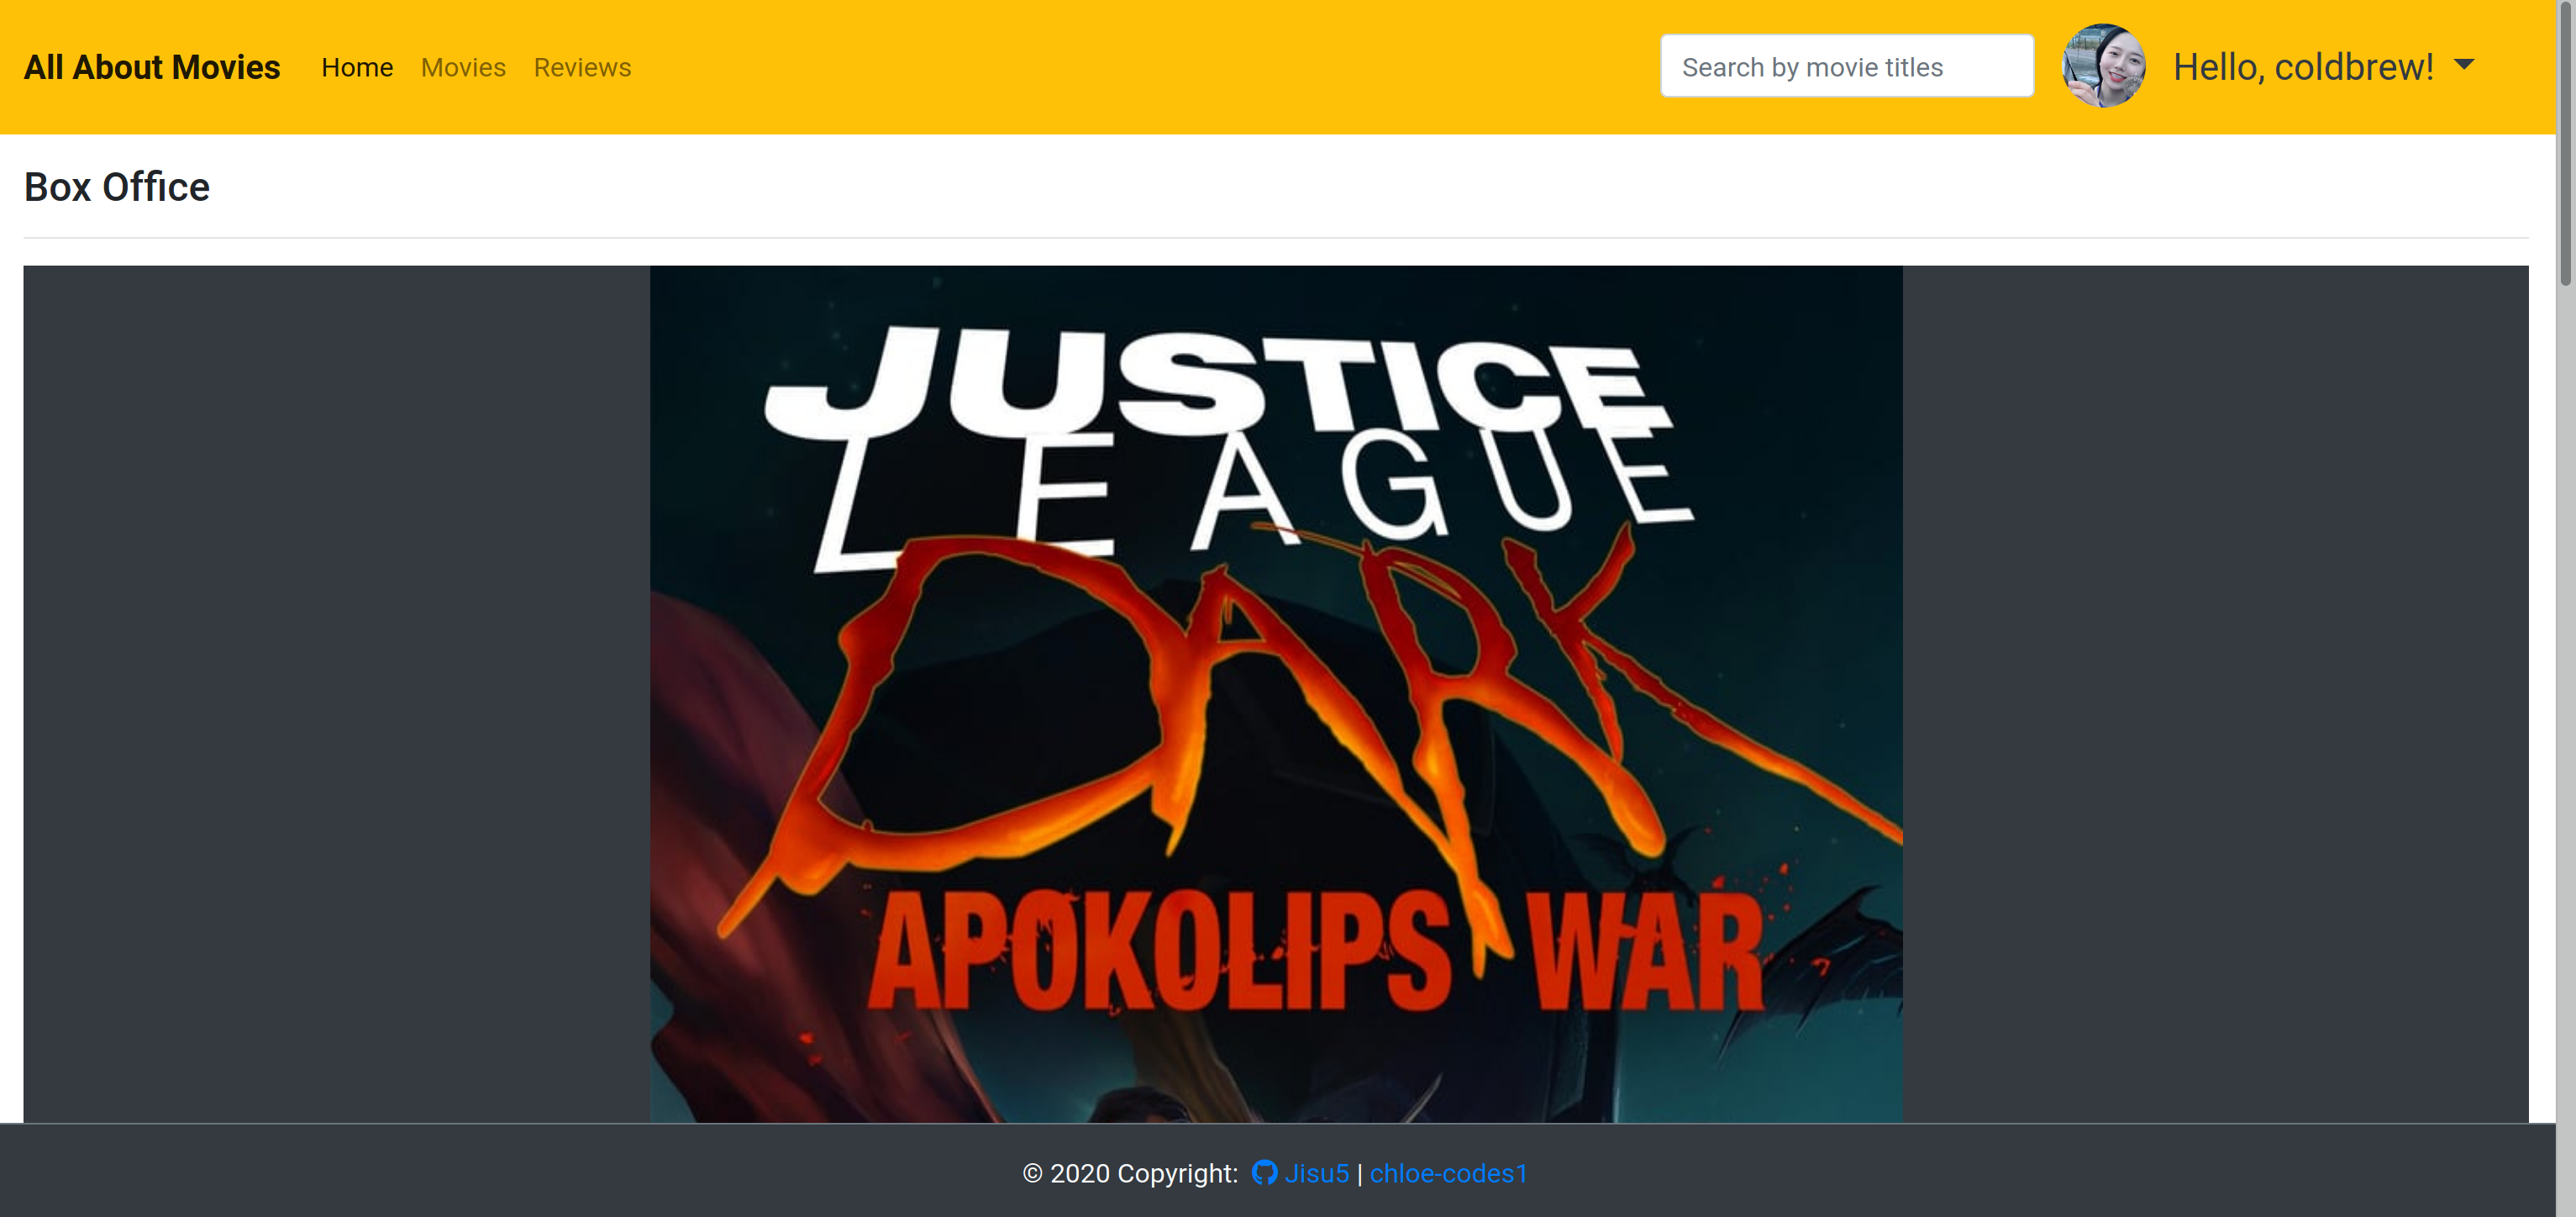 All About Movies Home Movies Reviews Search by movie titles Hello, coldbrew!
Box Office
JUSTICE
LEAGUE
DARK
APOKOLIPS WAR
© 2020 Copyright: Jisu5 | chloe-codes1